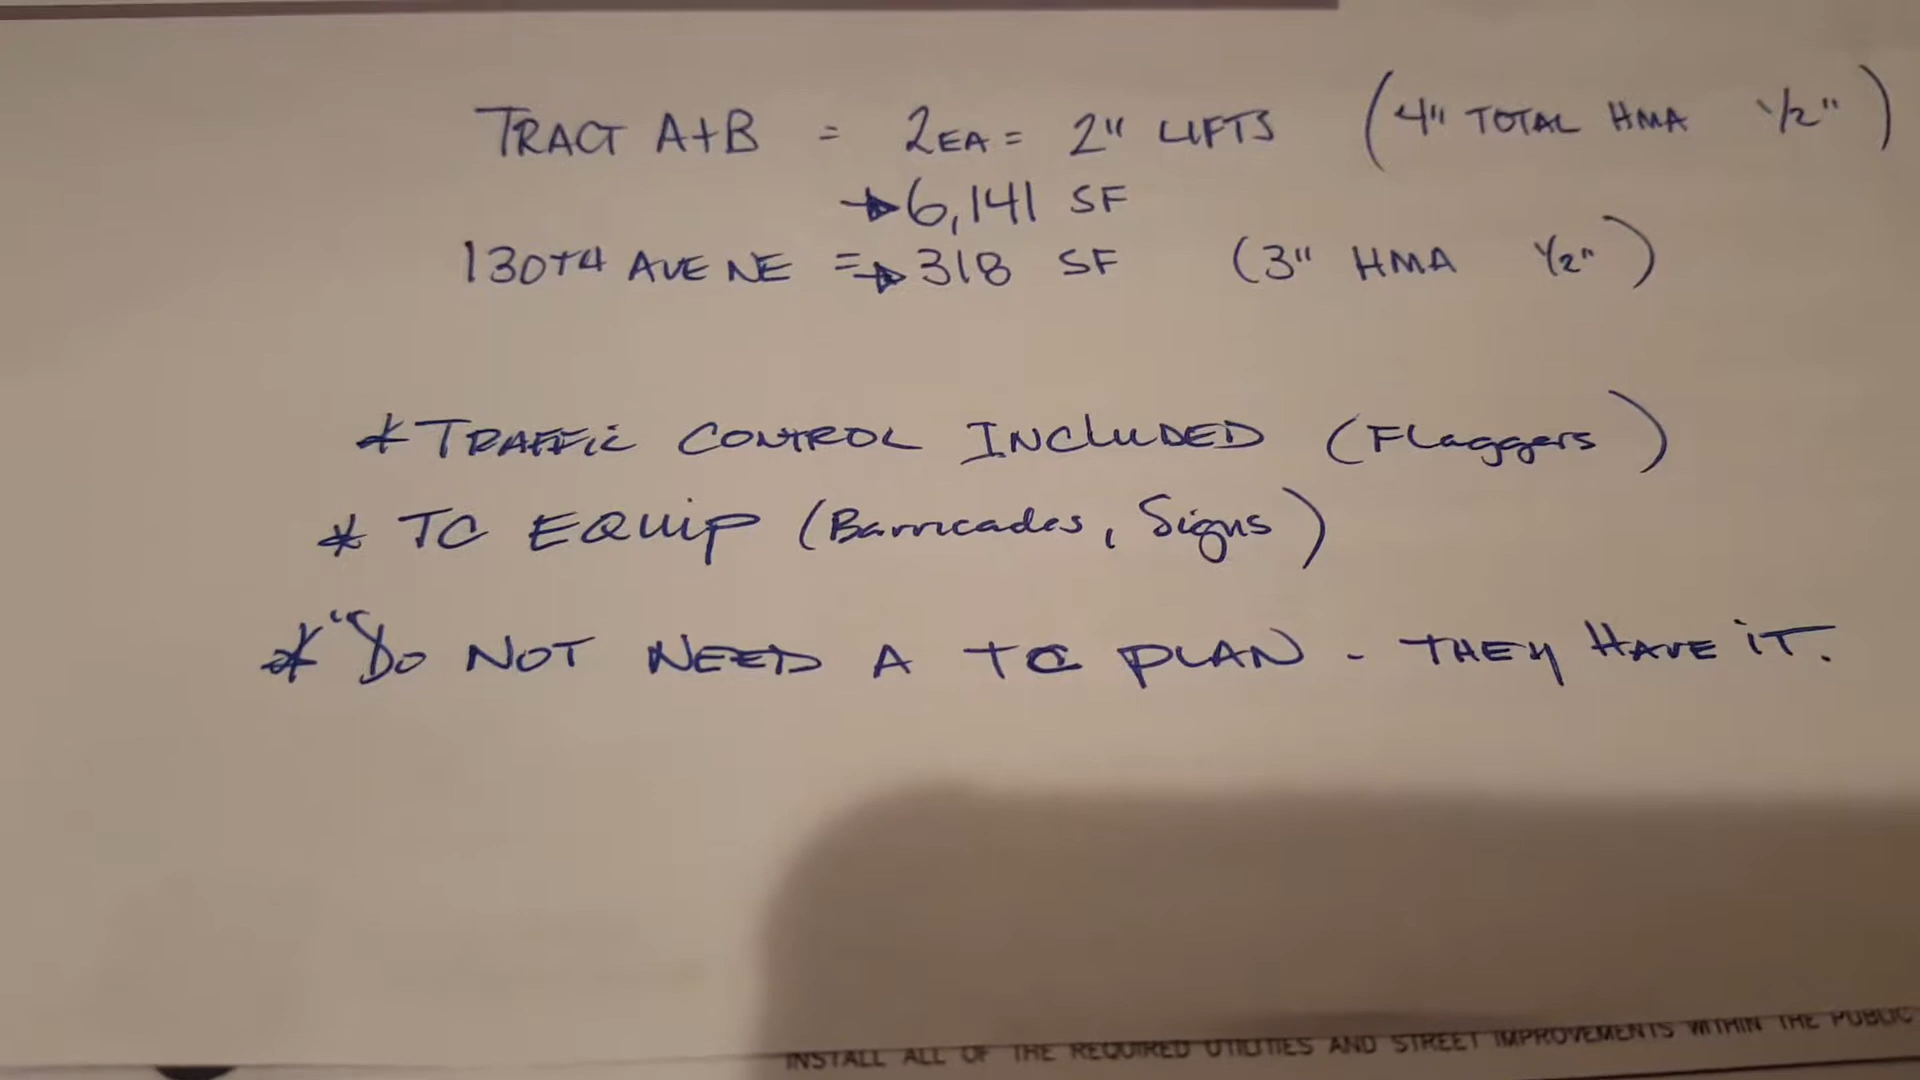 TRACT A+B = 2EA = 2" LIFTS (4" TOTAL HMA 1/2")
→ 6,141 SF
130TH AVE NE = → 318 SF (3" HMA 1/2")
* TRAFFIC CONTROL INCLUDED (Flaggers)
* TC EQUIP (Barricades, Signs)
* "DO NOT NEED A TC PLAN - THEY HAVE IT.
INSTALL ALL OF THE REQUIRED UTILITIES AND STREET IMPROVEMENTS WITHIN THE PUBLIC